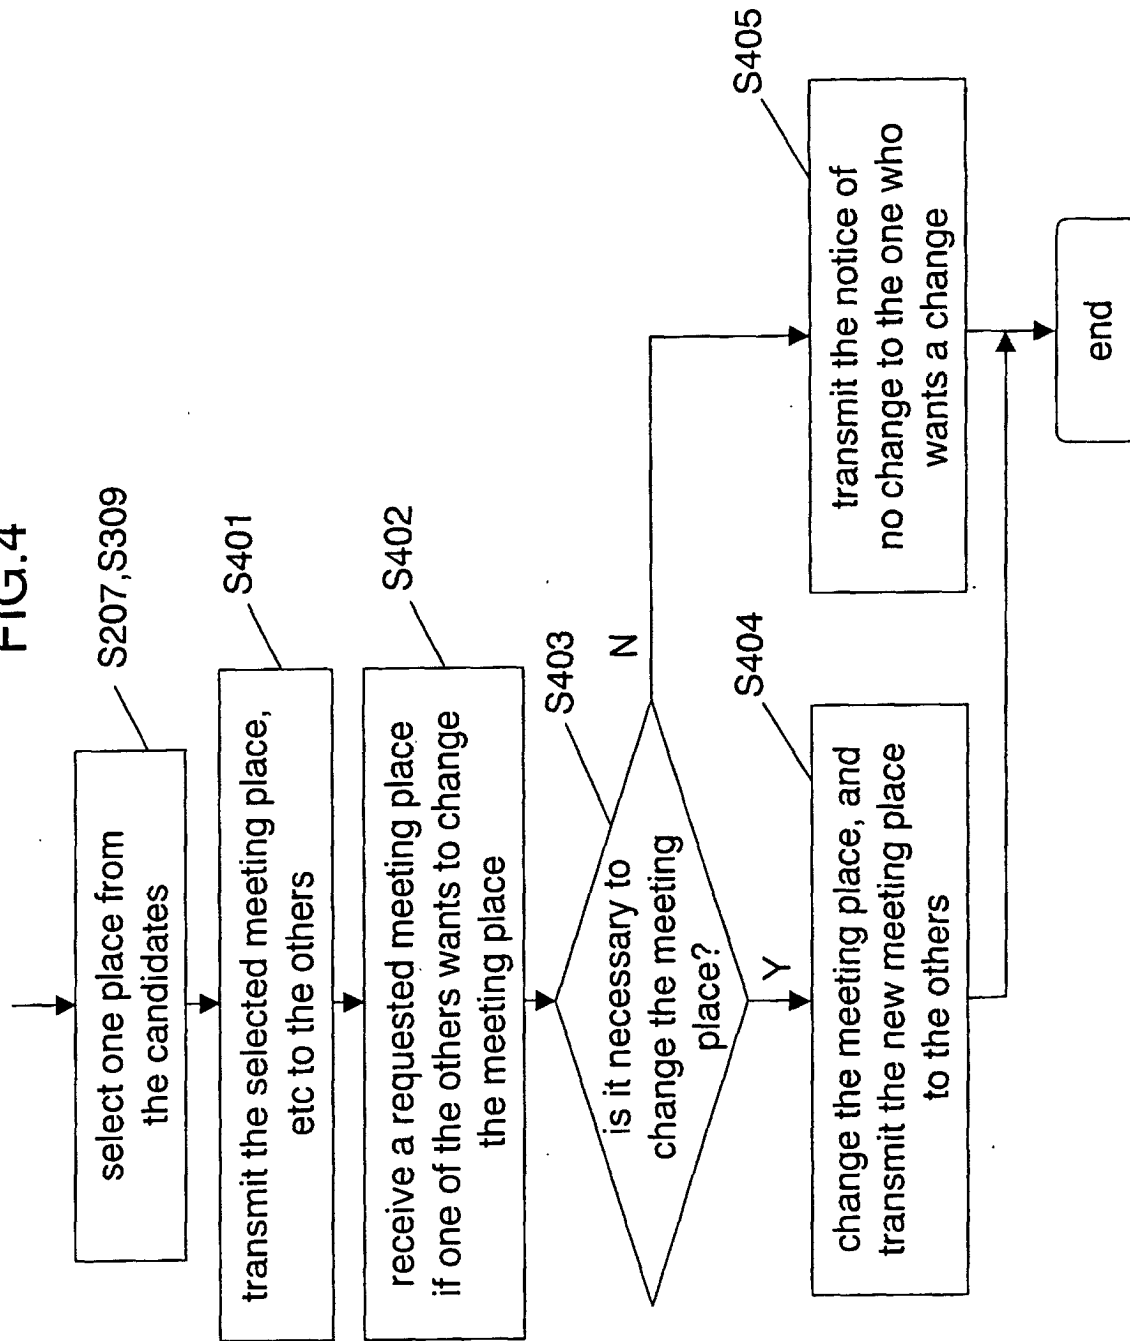 FIG.4
select one place from
the candidates
S207,S309
transmit the selected meeting place,
etc to the others
S401
receive a requested meeting place
if one of the others wants to change
the meeting place
S402
is it necessary to
change the meeting
place?
S403
N
Y
change the meeting place, and
transmit the new meeting place
to the others
S404
transmit the notice of
no change to the one who
wants a change
S405
end